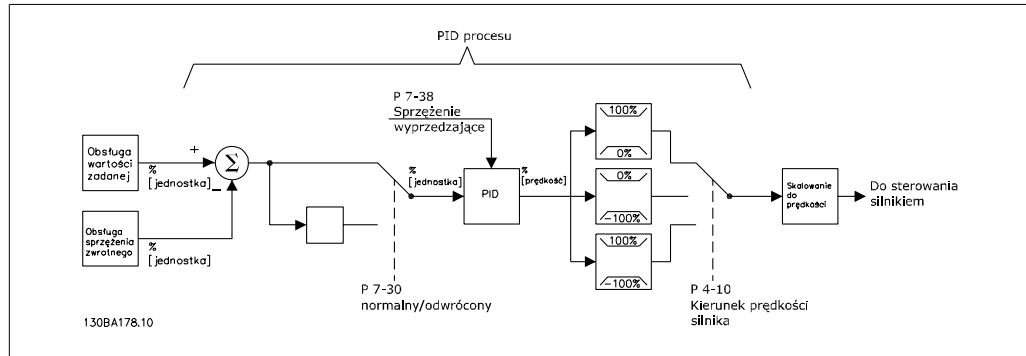 PID procesu
P 7-38
Sprzężenie
wyprzedzające
Obsługa
wartości
zadanej
%
[jednostka]
+
_
Σ
Obsługa
sprzężenia
zwrotnego
%
[jednostka]
P 7-30
normalny/odwrócony
%
[jednostka]
PID
%
[prędkość]
100%
0%
0%
-100%
100%
-100%
P 4-10
Kierunek prędkości
silnika
Skalowanie
do
prędkości
Do sterowania
silnikiem
130BA178.10